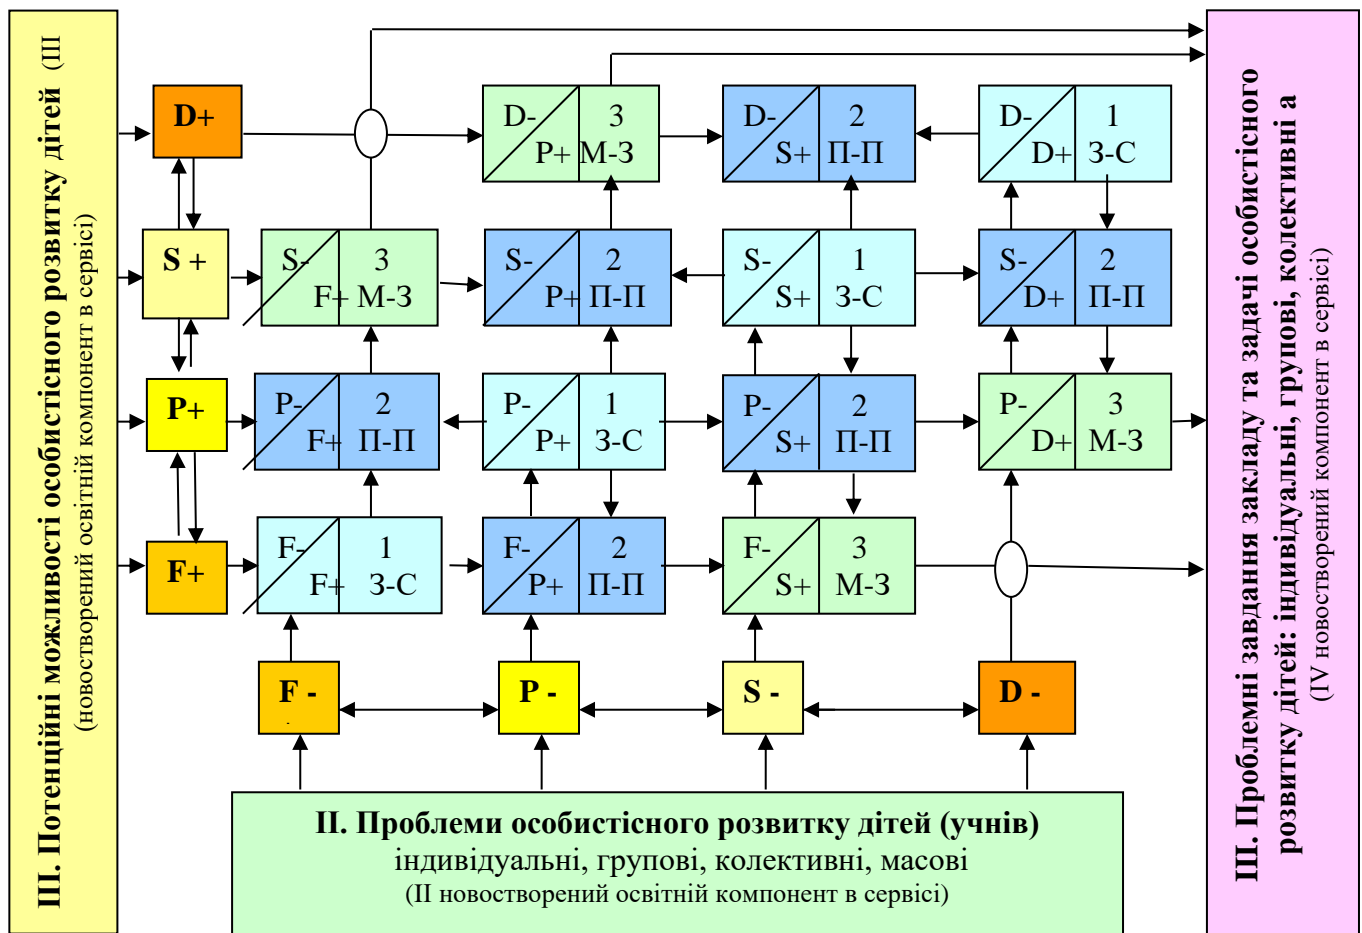 III. Потенційні можливості особистісного розвитку дітей (III
(новостворений освітній компонент в сервісі)
D+
D- 3
P+ М-З
D- 2
S+ П-П
D- 1
D+ З-С
S +
S- 3
F+ М-З
S- 2
P+ П-П
S- 1
S+ З-С
S- 2
D+ П-П
P+
P- 2
F+ П-П
P- 1
P+ З-С
P- 2
S+ П-П
P- 3
D+ М-З
F+
F- 1
F+ З-С
F- 2
P+ П-П
F- 3
S+ М-З
F -
P -
S -
D -
II. Проблеми особистісного розвитку дітей (учнів)
індивідуальні, групові, колективні, масові
(II новостворений освітній компонент в сервісі)
III. Проблемні завдання закладу та задачі особистісного
розвитку дітей: індивідуальні, групові, колективні а
(IV новостворений компонент в сервісі)